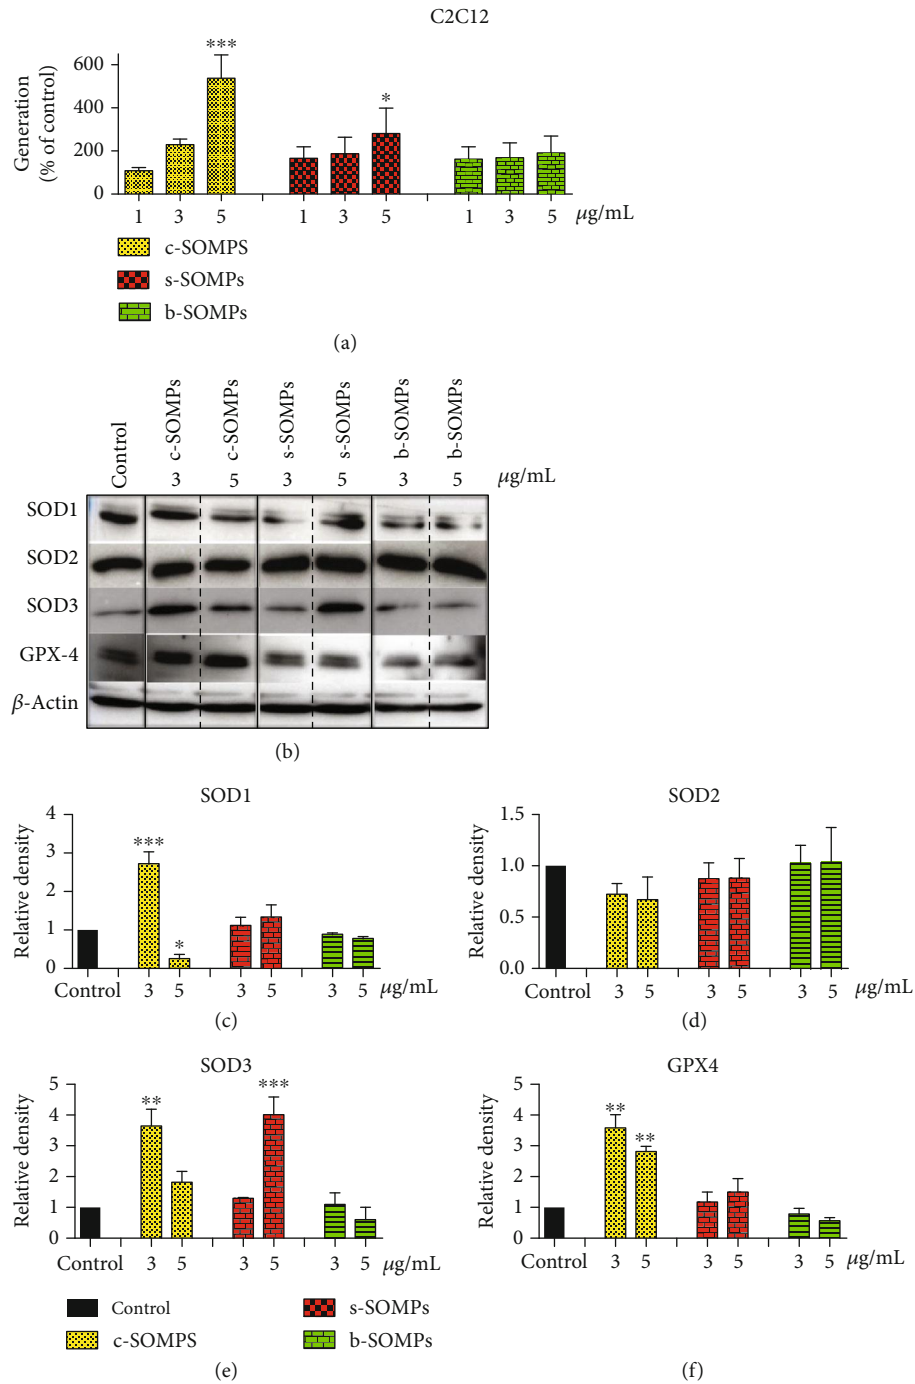 C2C12
Generation
(% of control)
600
400
200
0
***
*
1 3 5 1 3 5 1 3 5 μg/mL
c-SOMPS
s-SOMPs
b-SOMPs
(a)
Control
c-SOMPs
c-SOMPs
s-SOMPs
s-SOMPs
b-SOMPs
b-SOMPs
3 5 3 5 3 5 μg/mL
SOD1
SOD2
SOD3
GPX-4
β-Actin
(b)
SOD1
Relative density
4
3
2
1
0
***
*
Control 3 5 3 5 3 5 μg/mL
(c)
SOD2
Relative density
1.5
1.0
0.5
0.0
Control 3 5 3 5 3 5 μg/mL
(d)
SOD3
Relative density
5
4
3
2
1
0
**
***
Control 3 5 3 5 3 5 μg/mL
Control
c-SOMPS
s-SOMPs
b-SOMPs
(e)
GPX4
Relative density
5
4
3
2
1
0
**
**
Control 3 5 3 5 3 5 μg/mL
(f)